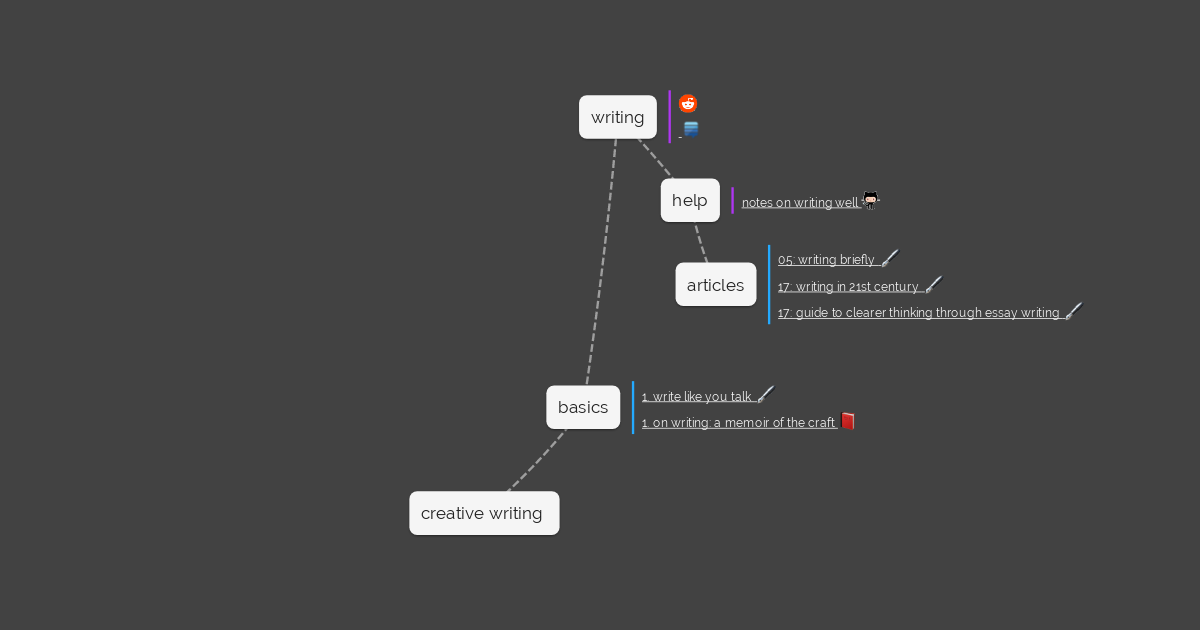 writing
help
notes on writing well
articles
05: writing briefly
17: writing in 21st century
17: guide to clearer thinking through essay writing
basics
1. write like you talk
1. on writing: a memoir of the craft
creative writing